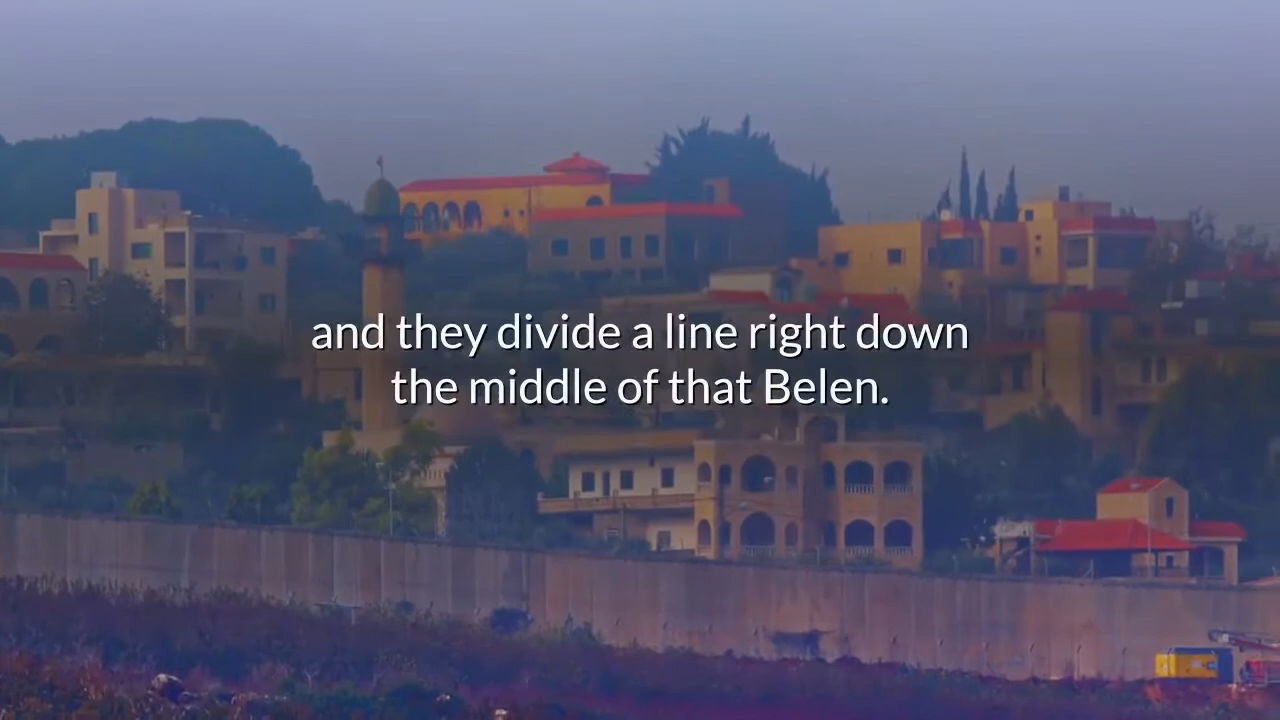 and they divide a line right down
the middle of that Belen.